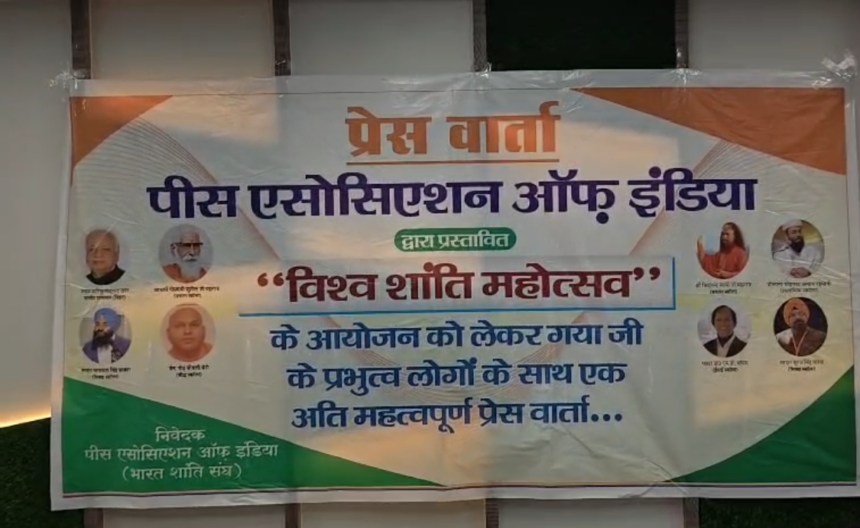 प्रेस वार्ता
पीस एसोसिएशन ऑफ़ इंडिया
द्वारा प्रस्तावित
“विश्व शांति महोत्सव”
के आयोजन को लेकर गया जी
के प्रभुत्व लोगों के साथ एक
अति महत्वपूर्ण प्रेस वार्ता...
निवेदक
पीस एसोसिएशन ऑफ़ इंडिया
(भारत शांति संघ)